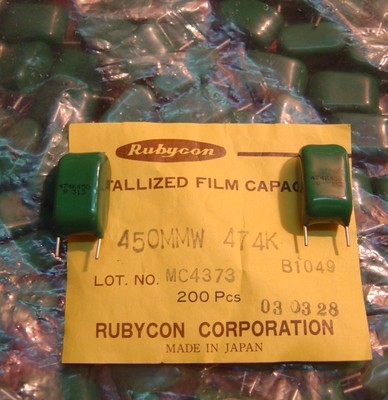 Rubycon
TALLIZED FILM CAPAC
450MMW 474K
B1049
LOT. NO. MC4373
200 Pcs
03 03 28
RUBYCON CORPORATION
MADE IN JAPAN
474K450